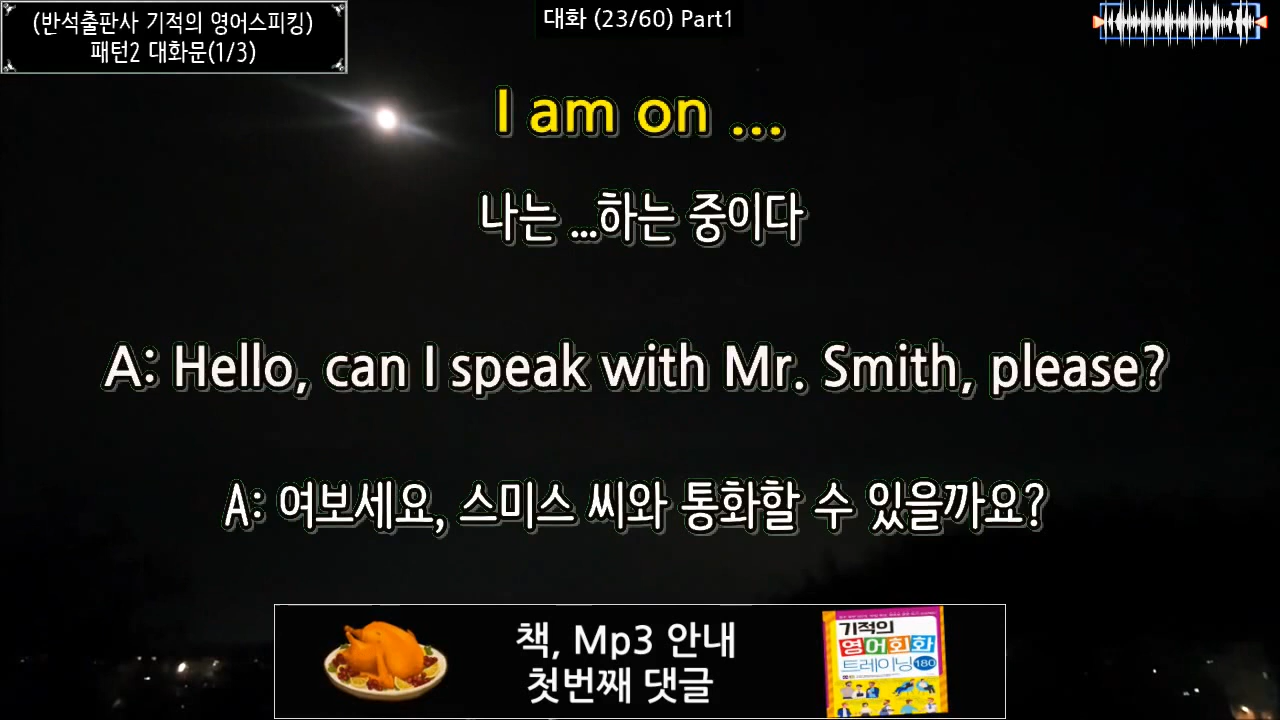 (반석출판사 기적의 영어스피킹)
패턴2 대화문(1/3)
대화 (23/60) Part1
I am on ...
나는 ...하는 중이다
A: Hello, can I speak with Mr. Smith, please?
A: 여보세요, 스미스 씨와 통화할 수 있을까요?
책, Mp3 안내
첫번째 댓글
기적의
영어회화
트레이닝 180